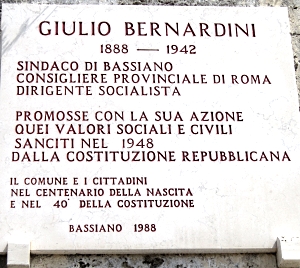 GIULIO BERNARDINI
1888 — 1942
SINDACO DI BASSIANO
CONSIGLIERE PROVINCIALE DI ROMA
DIRIGENTE SOCIALISTA
PROMOSSE CON LA SUA AZIONE
QUEI VALORI SOCIALI E CIVILI
SANCITI NEL 1948
DALLA COSTITUZIONE REPUBBLICANA
IL COMUNE E I CITTADINI
NEL CENTENARIO DELLA NASCITA
E NEL 40° DELLA COSTITUZIONE
BASSIANO 1988